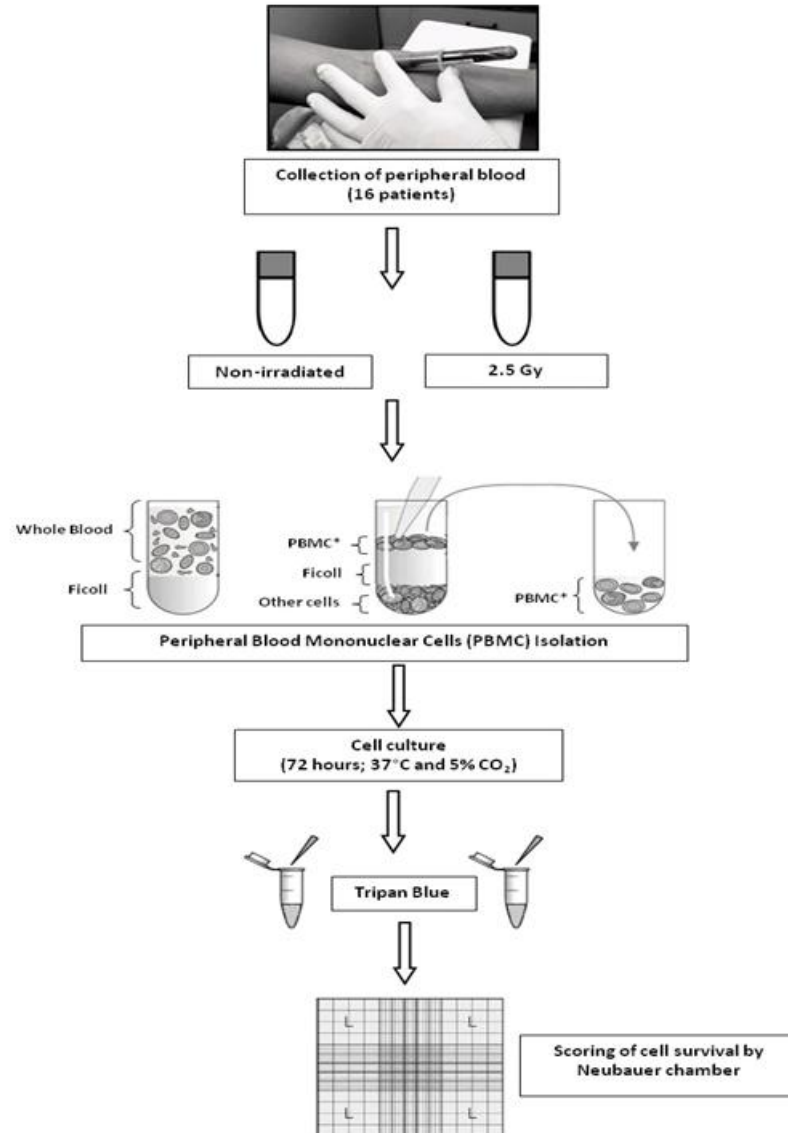 Collection of peripheral blood
(16 patients)
Non-irradiated
2.5 Gy
Whole Blood
Ficoll
PBMC*
Ficoll
Other cells
PBMC*
Peripheral Blood Mononuclear Cells (PBMC) Isolation
Cell culture
(72 hours; 37°C and 5% CO₂)
Tripan Blue
L
L
L
L
Scoring of cell survival by
Neubauer chamber